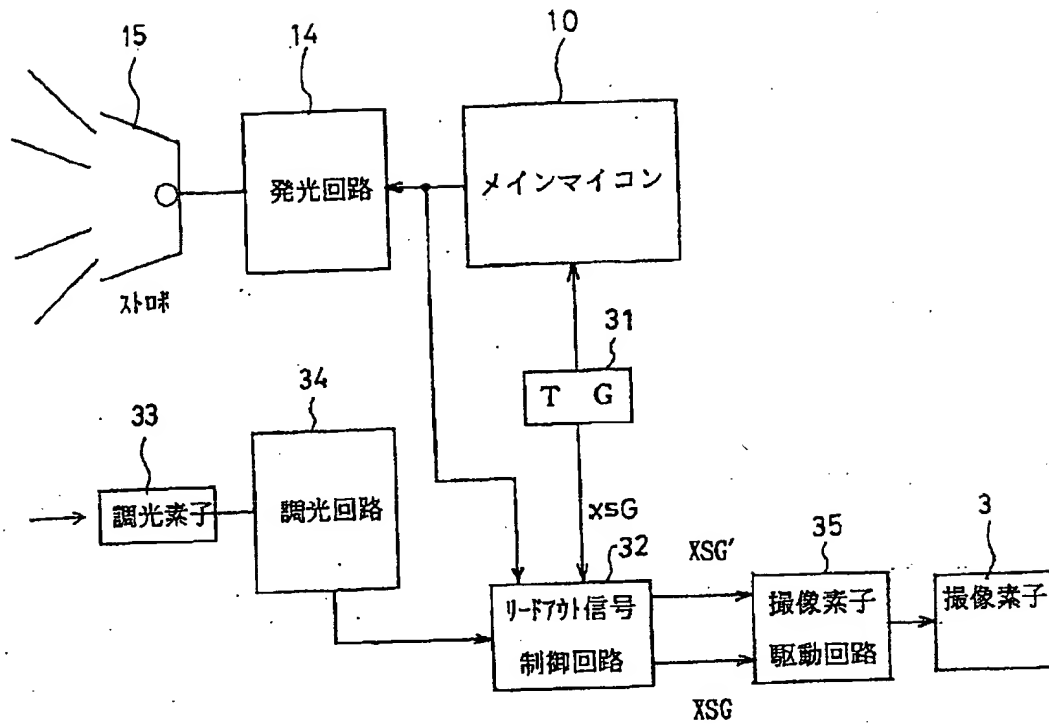 15
14
10
発光回路
メインマイコン
ストロボ
31
T G
34
33
調光素子
調光回路
XSG
32
XSG'
35
3
リードアウト信号
制御回路
撮像素子
駆動回路
撮像素子
XSG